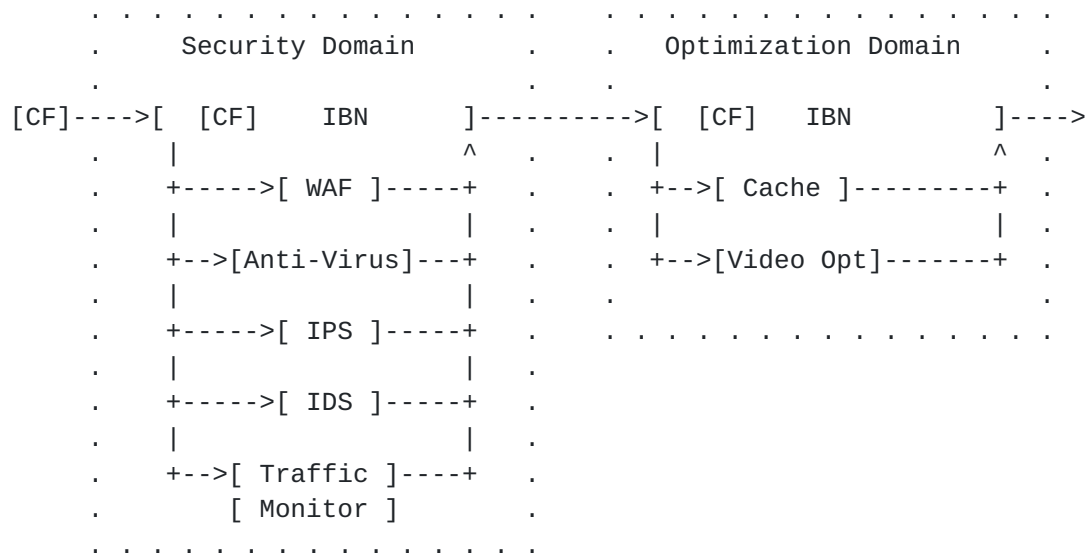 . . . . . . . . . . . . . . .    . . . . . . . . . . . . . . .
.     Security Domain       .    .   Optimization Domain     .
.                           .    .                           .
[CF]---->[  [CF]    IBN      ]---------->[  [CF]   IBN         ]---->
.    |                   ^   .    .  |                      ^  .
.    +----->[ WAF ]-----+   .    .  +-->[ Cache ]---------+  .
.    |                   |   .    .  |                      |  .
.    +-->[Anti-Virus]---+   .    .  +-->[Video Opt]-------+  .
.    |                   |   .    .                           .
.    +----->[ IPS ]-----+   .    . . . . . . . . . . . . . . .
.    |                   |   .
.    +----->[ IDS ]-----+   .
.    |                   |   .
.    +-->[ Traffic ]----+   .
.        [ Monitor ]        .
. . . . . . . . . . . . . . .